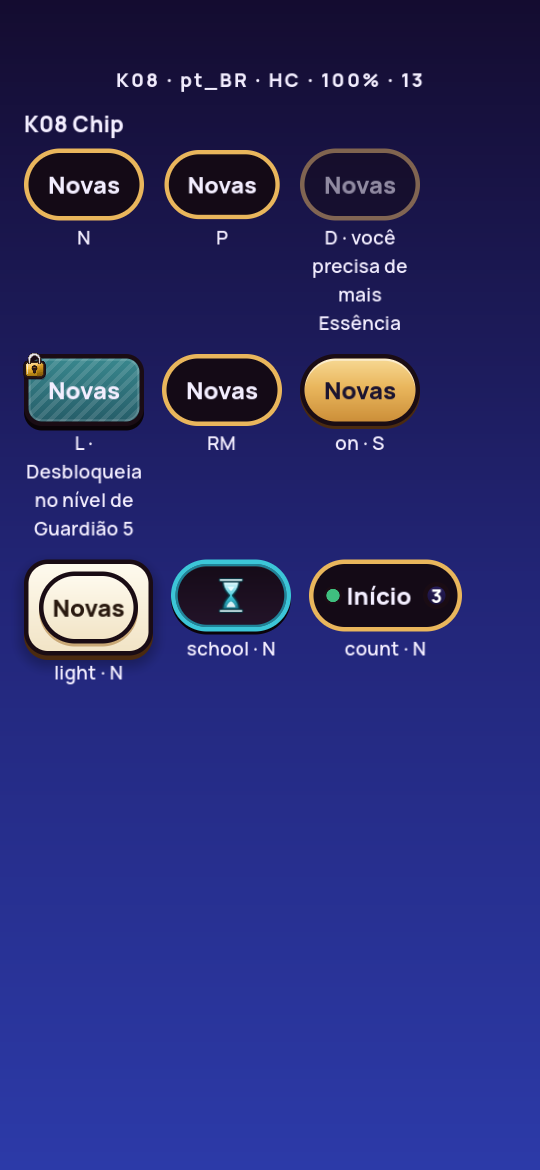 K08 · pt_BR · HC · 100% · 13
K08 Chip
Novas
Novas
Novas
N
P
D · você
precisa de
mais
Essência
Novas
Novas
Novas
L ·
Desbloqueia
no nível de
Guardião 5
RM
on · S
Novas
Início 3
light · N
school · N
count · N